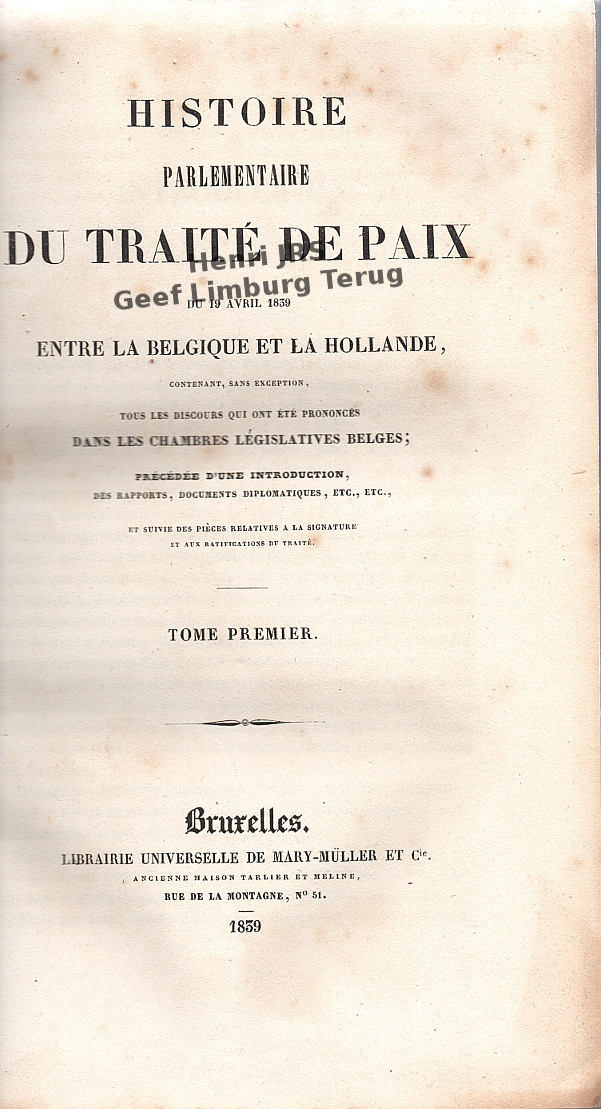 HISTOIRE
PARLEMENTAIRE
DU TRAITÉ DE PAIX
Henri JRS
Geef Limburg Terug
DU 19 AVRIL 1839
ENTRE LA BELGIQUE ET LA HOLLANDE,
CONTENANT, SANS EXCEPTION,
TOUS LES DISCOURS QUI ONT ÉTÉ PRONONCÉS
DANS LES CHAMBRES LÉGISLATIVES BELGES;
PRÉCÉDÉE D'UNE INTRODUCTION,
DES RAPPORTS, DOCUMENTS DIPLOMATIQUES, ETC., ETC.,
ET SUIVIE DES PIÈCES RELATIVES A LA SIGNATURE
ET AUX RATIFICATIONS DU TRAITÉ.
TOME PREMIER.
Bruxelles.
LIBRAIRIE UNIVERSELLE DE MARY-MÜLLER ET Cie.
ANCIENNE MAISON TARLIER ET MELINE,
RUE DE LA MONTAGNE, No 51.
1839